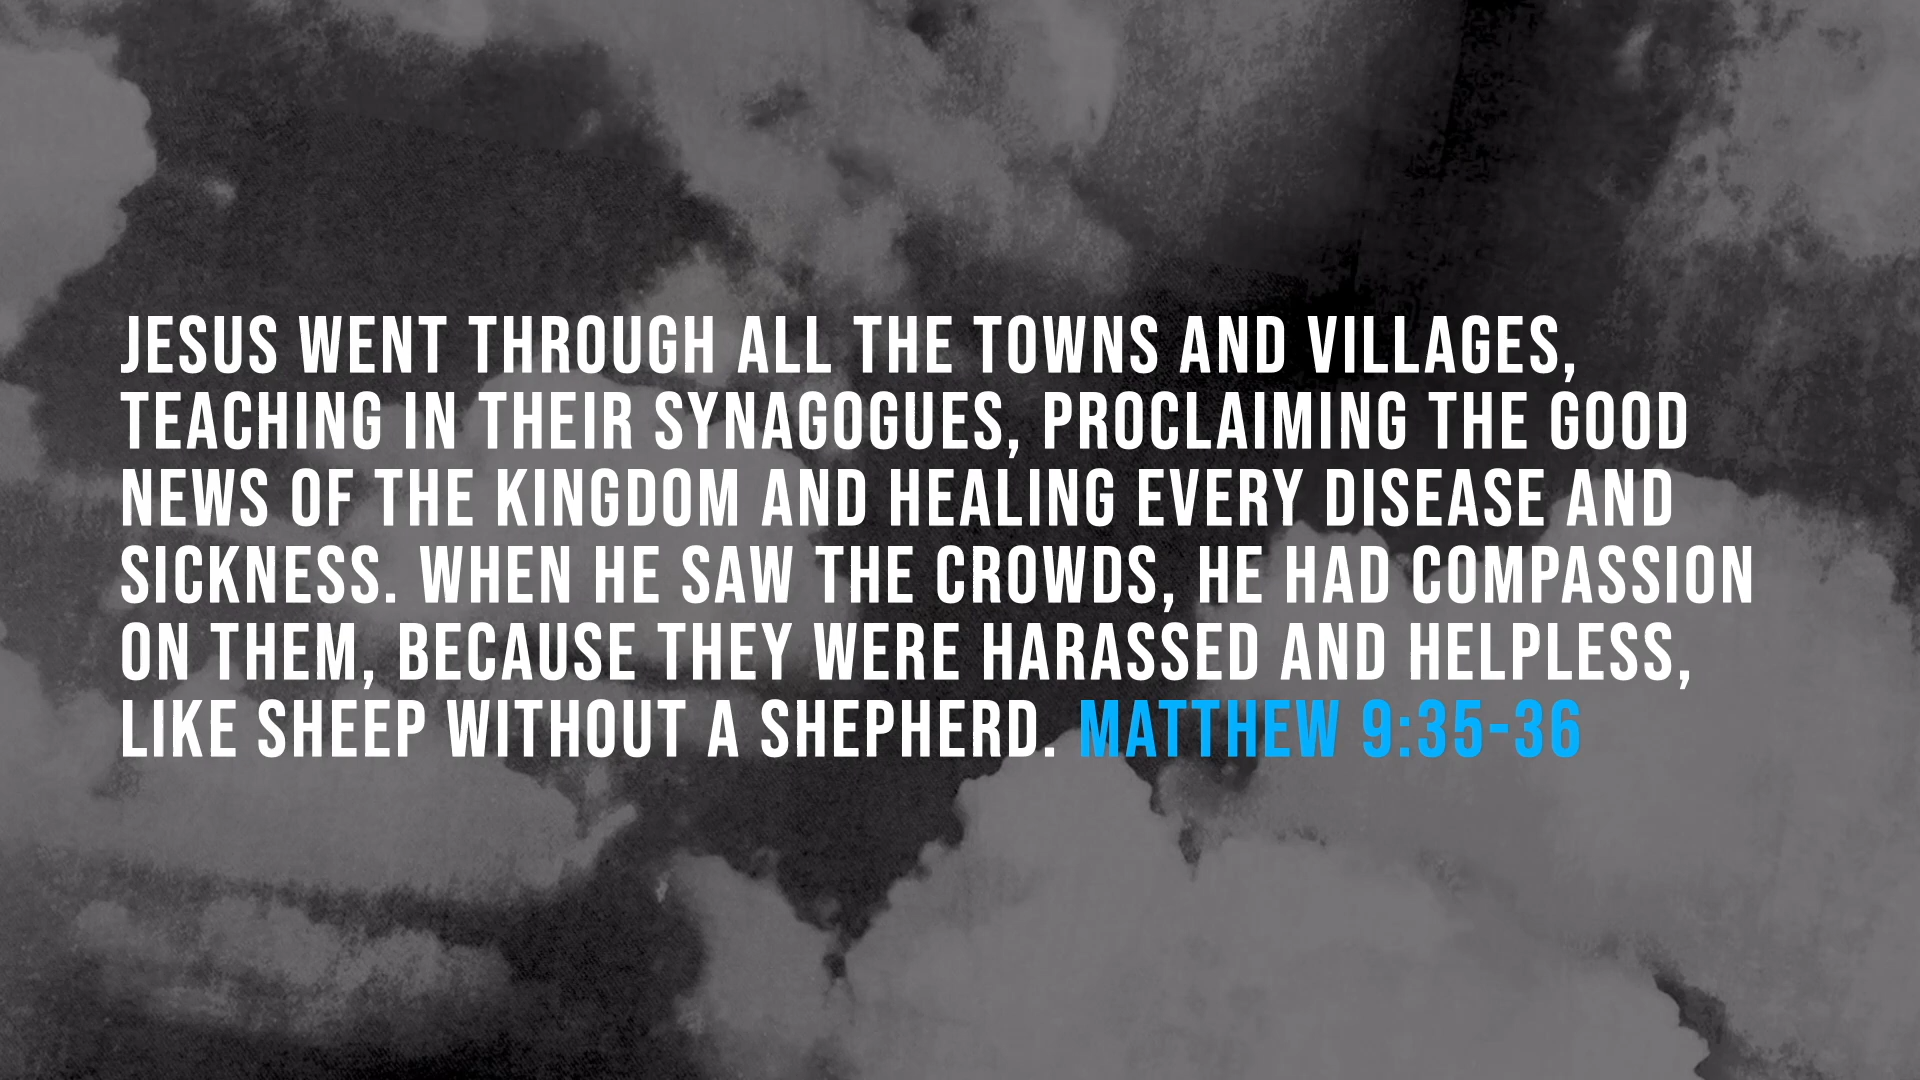 JESUS WENT THROUGH ALL THE TOWNS AND VILLAGES,
TEACHING IN THEIR SYNAGOGUES, PROCLAIMING THE GOOD
NEWS OF THE KINGDOM AND HEALING EVERY DISEASE AND
SICKNESS. WHEN HE SAW THE CROWDS, HE HAD COMPASSION
ON THEM, BECAUSE THEY WERE HARASSED AND HELPLESS,
LIKE SHEEP WITHOUT A SHEPHERD. MATTHEW 9:35-36